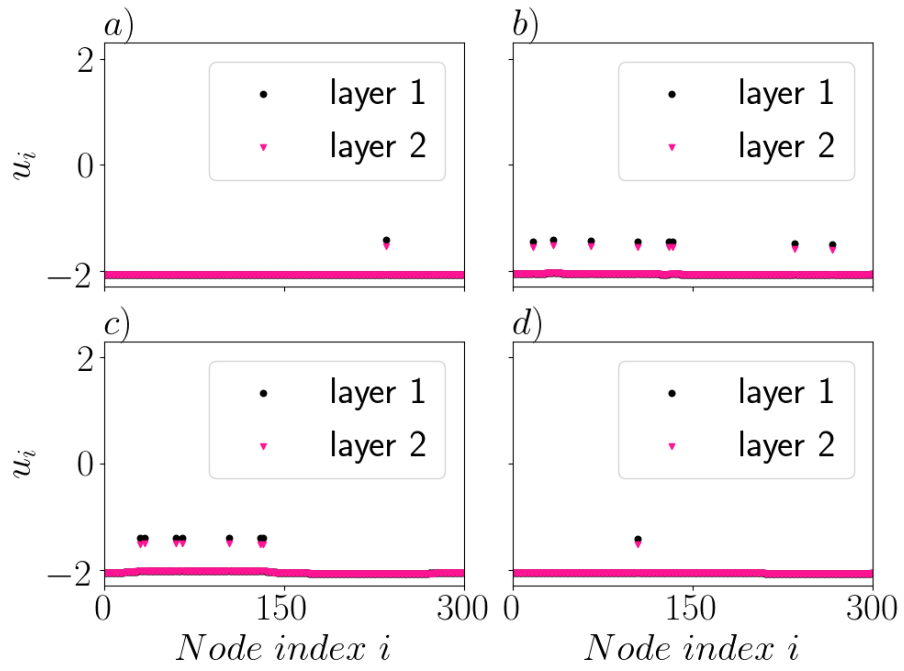 a)
b)
2
0
−2
u_i
layer 1
layer 2
layer 1
layer 2
c)
d)
2
0
−2
u_i
layer 1
layer 2
layer 1
layer 2
0 150 300 0 150 300
Node index i Node index i